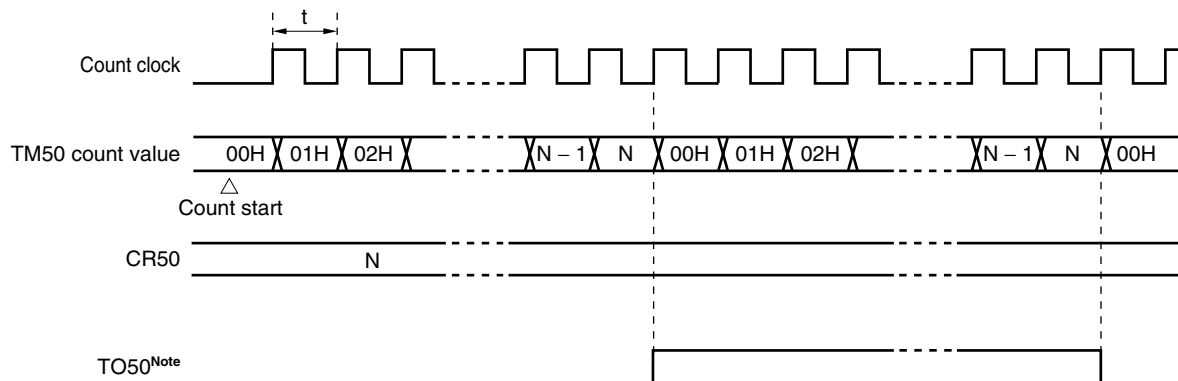 t
Count clock
TM50 count value 00H 01H 02H N – 1 N 00H 01H 02H N – 1 N 00H
Count start
CR50 N
TO50Note